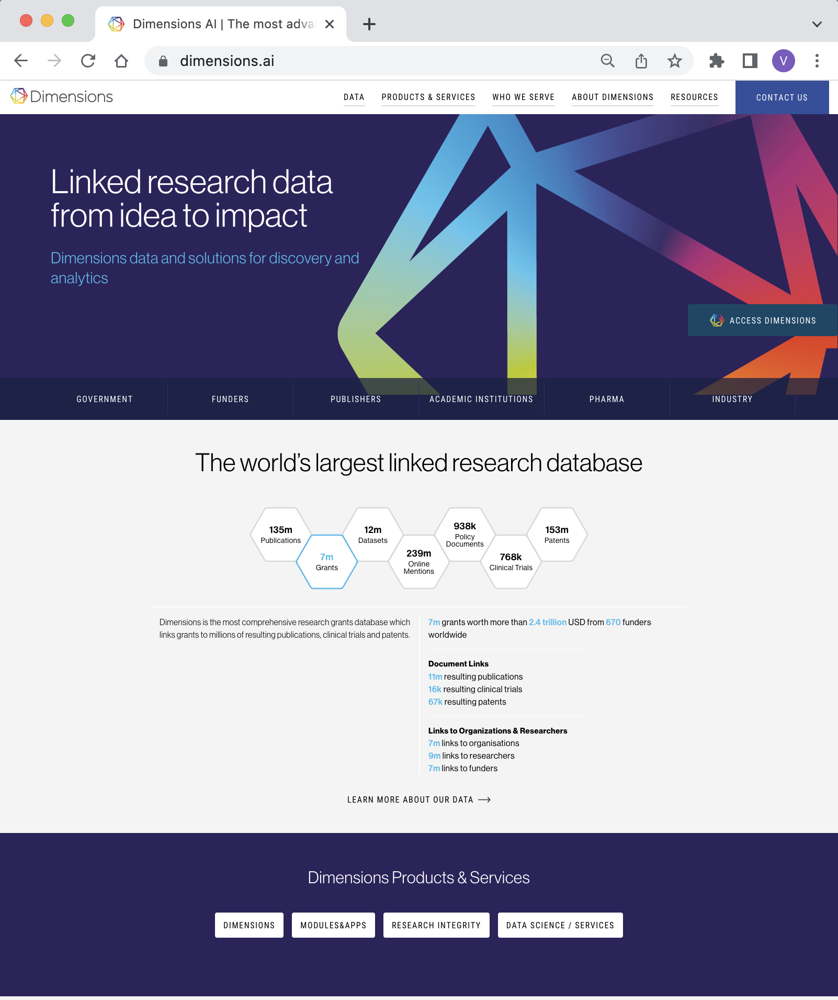 Dimensions AI | The most adva
dimensions.ai
V
Dimensions
DATA
PRODUCTS & SERVICES
WHO WE SERVE
ABOUT DIMENSIONS
RESOURCES
CONTACT US
Linked research data
from idea to impact
Dimensions data and solutions for discovery and
analytics
ACCESS DIMENSIONS
GOVERNMENT
FUNDERS
PUBLISHERS
ACADEMIC INSTITUTIONS
PHARMA
INDUSTRY
The world's largest linked research database
135m
Publications
7m
Grants
12m
Datasets
239m
Online
Mentions
938k
Policy
Documents
768k
Clinical Trials
153m
Patents
Dimensions is the most comprehensive research grants database which
links grants to millions of resulting publications, clinical trials and patents.
7m grants worth more than 2.4 trillion USD from 670 funders
worldwide
Document Links
11m resulting publications
16k resulting clinical trials
67k resulting patents
Links to Organizations & Researchers
7m links to organisations
9m links to researchers
7m links to funders
LEARN MORE ABOUT OUR DATA
Dimensions Products & Services
DIMENSIONS
MODULES&APPS
RESEARCH INTEGRITY
DATA SCIENCE / SERVICES